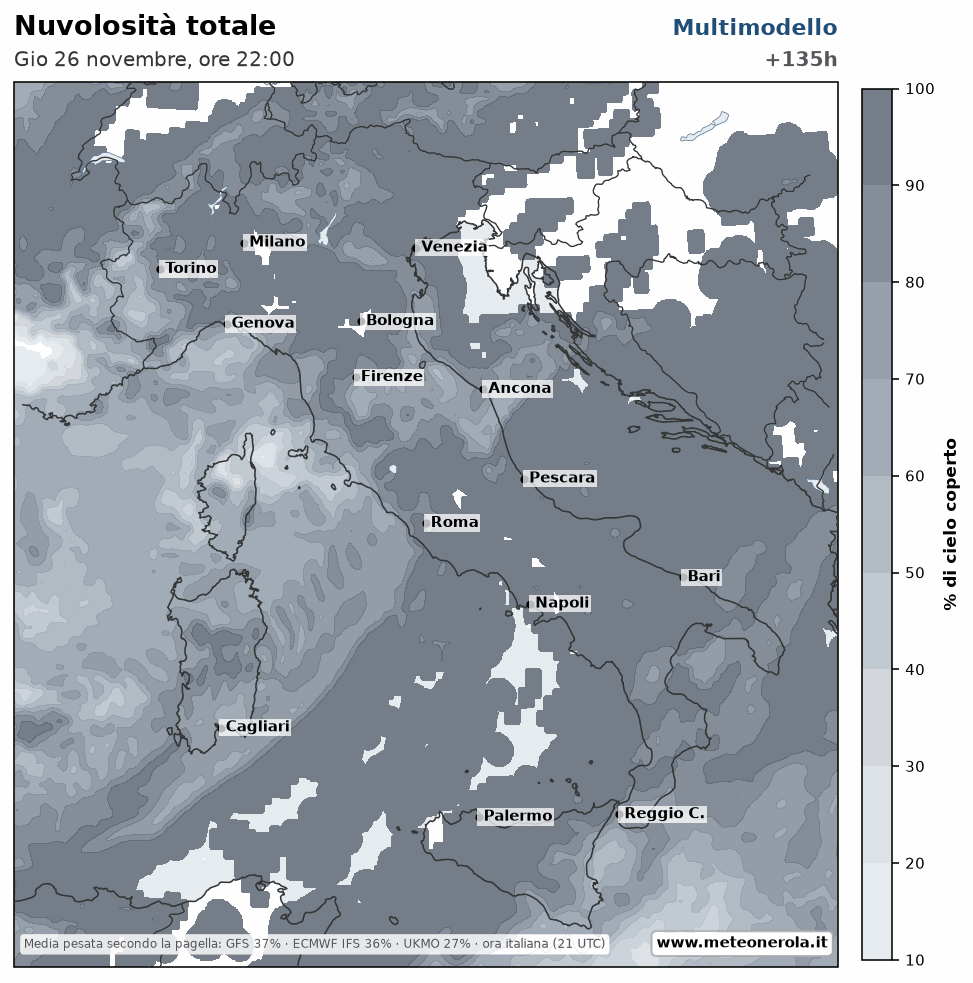 Nuvolosità totale
Multimodello
Gio 26 novembre, ore 22:00
+135h
100
90
80
70
60
50
40
30
20
10
% di cielo coperto
Milano
Venezia
Torino
Genova
Bologna
Firenze
Ancona
Pescara
Roma
Bari
Napoli
Cagliari
Palermo
Reggio C.
Media pesata secondo la pagella: GFS 37% · ECMWF IFS 36% · UKMO 27% · ora italiana (21 UTC)
www.meteonerola.it